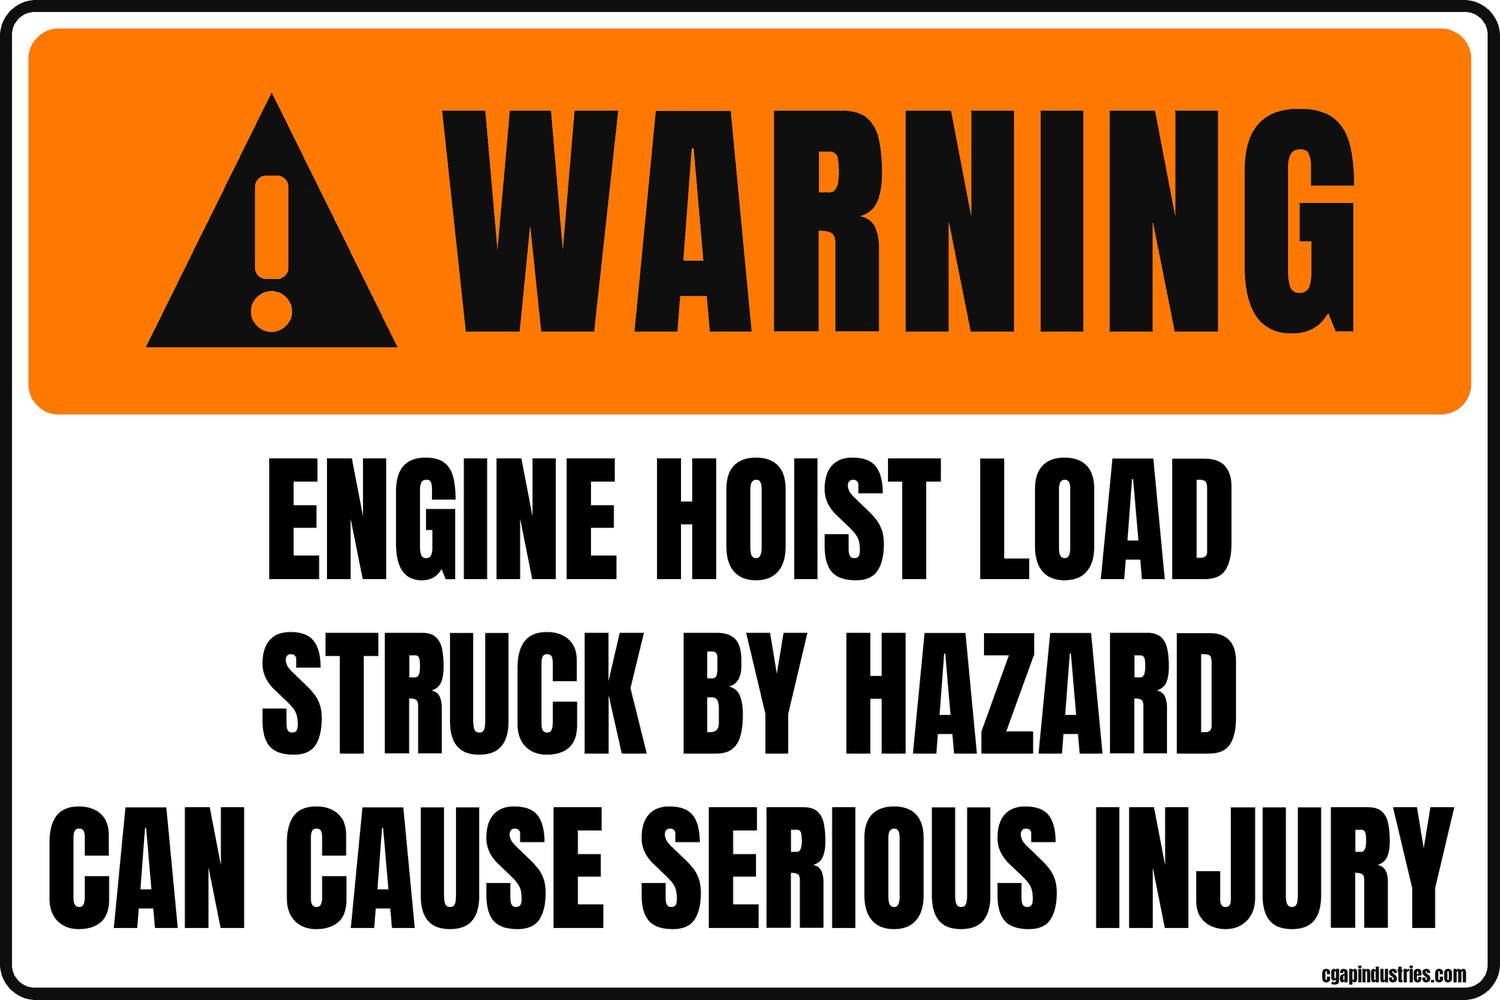 WARNING
ENGINE HOIST LOAD
STRUCK BY HAZARD
CAN CAUSE SERIOUS INJURY
cgapindustries.com